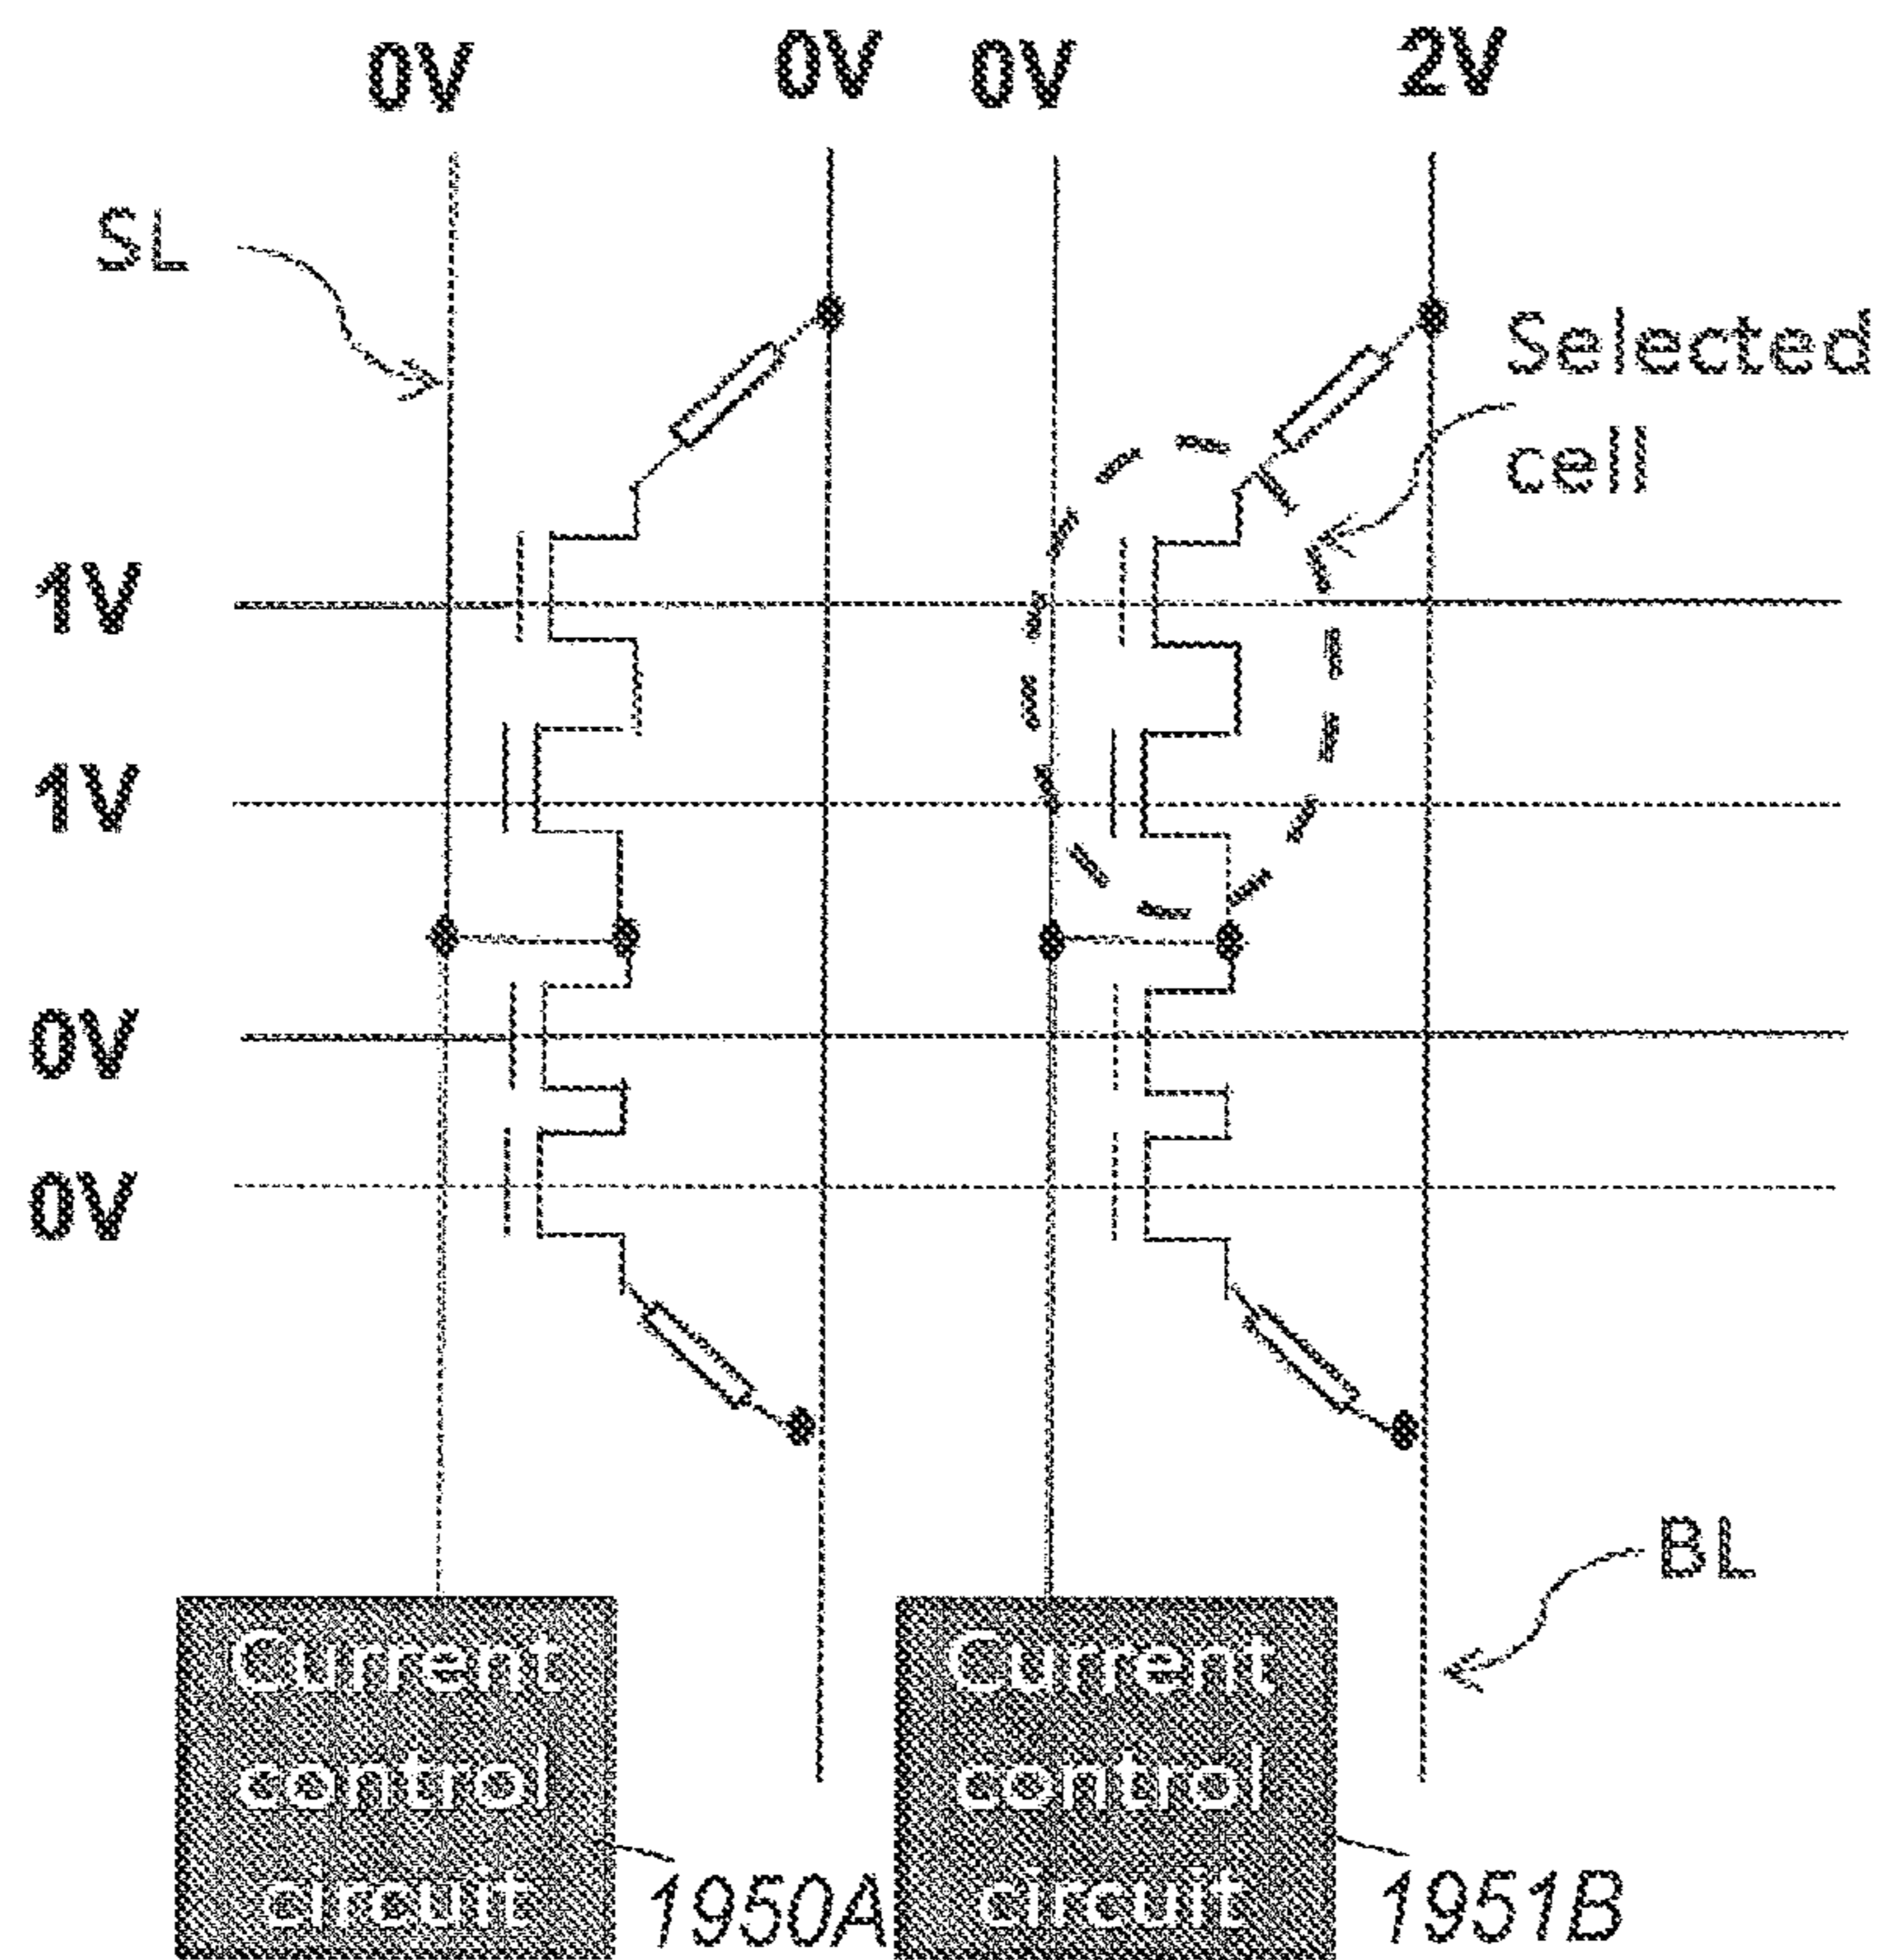 0V 0V 0V 2V
SL
Selected
cell
1V
1V
0V
0V
BL
Current
control
circuit
1950A
Current
control
circuit
1951B